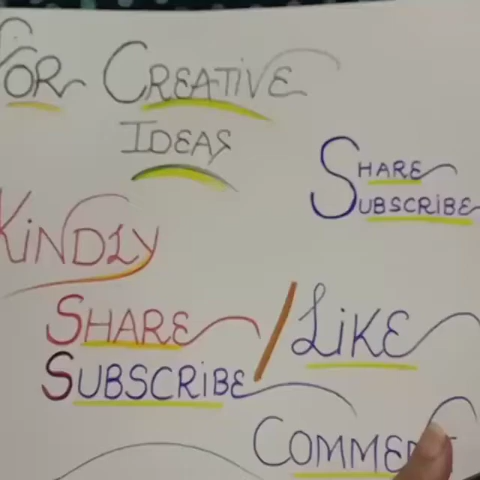 FOR CREATIVE
IDEAS
SHARE
SUBSCRIBE
KiNDLY
SHARE / LiKE
SUBSCRiBE